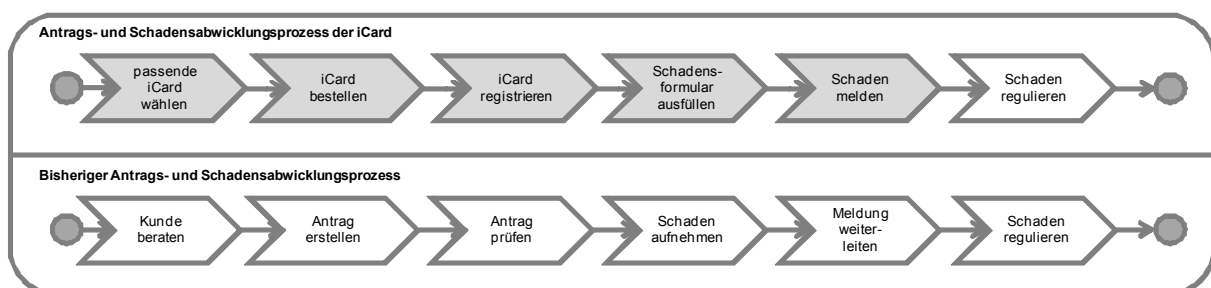 Antrags- und Schadensabwicklungsprozess der iCard
passende
iCard
wählen
iCard
bestellen
iCard
registrieren
Schadens-
formular
ausfüllen
Schaden
melden
Schaden
regulieren
Bisheriger Antrags- und Schadensabwicklungsprozess
Kunde
beraten
Antrag
erstellen
Antrag
prüfen
Schaden
aufnehmen
Meldung
weiter-
leiten
Schaden
regulieren